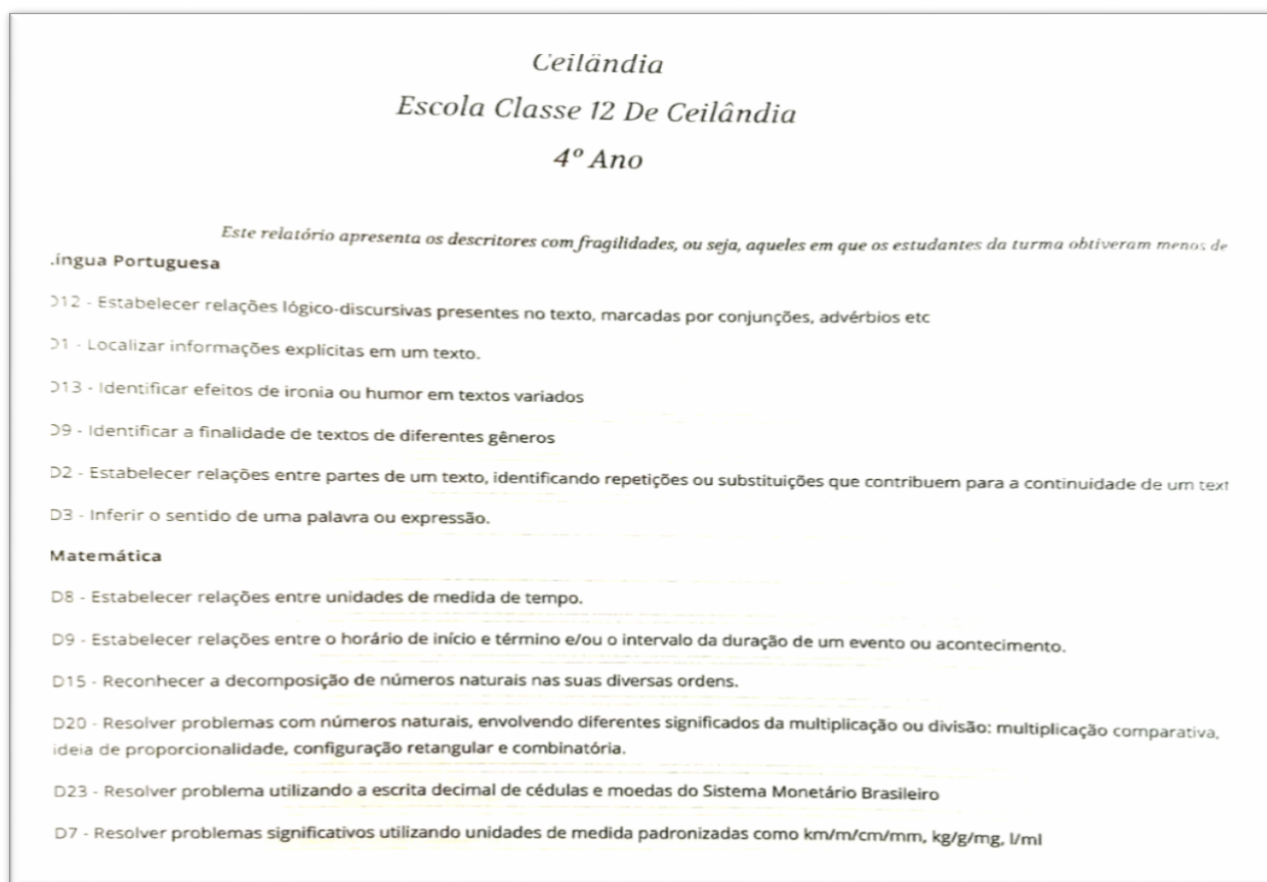 Ceilândia
Escola Classe 12 De Ceilândia
4º Ano
Este relatório apresenta os descritores com fragilidades, ou seja, aqueles em que os estudantes da turma obtiveram menos de
.íngua Portuguesa
D12 - Estabelecer relações lógico-discursivas presentes no texto, marcadas por conjunções, advérbios etc
D1 - Localizar informações explícitas em um texto.
D13 - Identificar efeitos de ironia ou humor em textos variados
D9 - Identificar a finalidade de textos de diferentes gêneros
D2 - Estabelecer relações entre partes de um texto, identificando repetições ou substituições que contribuem para a continuidade de um text
D3 - Inferir o sentido de uma palavra ou expressão.
Matemática
D8 - Estabelecer relações entre unidades de medida de tempo.
D9 - Estabelecer relações entre o horário de início e término e/ou o intervalo da duração de um evento ou acontecimento.
D15 - Reconhecer a decomposição de números naturais nas suas diversas ordens.
D20 - Resolver problemas com números naturais, envolvendo diferentes significados da multiplicação ou divisão: multiplicação comparativa,
ideia de proporcionalidade, configuração retangular e combinatória.
D23 - Resolver problema utilizando a escrita decimal de cédulas e moedas do Sistema Monetário Brasileiro
D7 - Resolver problemas significativos utilizando unidades de medida padronizadas como km/m/cm/mm, kg/g/mg, l/ml